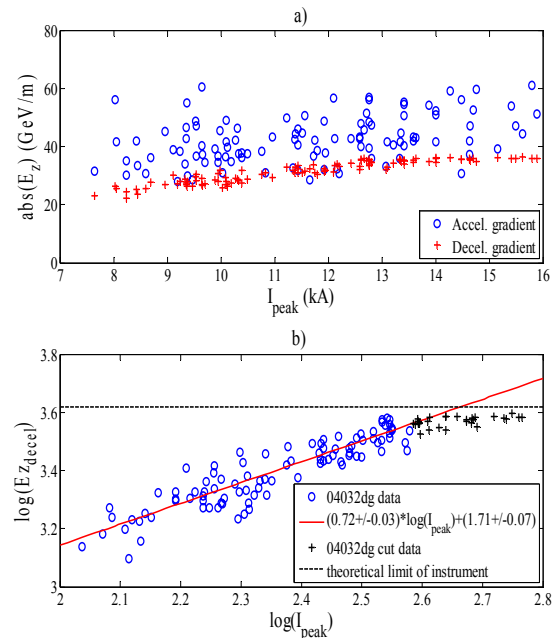 a)
abs(E_z) (GeV/m)
80
60
40
20
0
Accel. gradient
Decel. gradient
7 8 9 10 11 12 13 14 15 16
I_peak (kA)
b)
log(Ez_decel)
3.8
3.6
3.4
3.2
3
04032dg data
(0.72+/-0.03)*log(I_peak)+(1.71+/-0.07)
04032dg cut data
theoretical limit of instrument
2 2.1 2.2 2.3 2.4 2.5 2.6 2.7 2.8
log(I_peak)